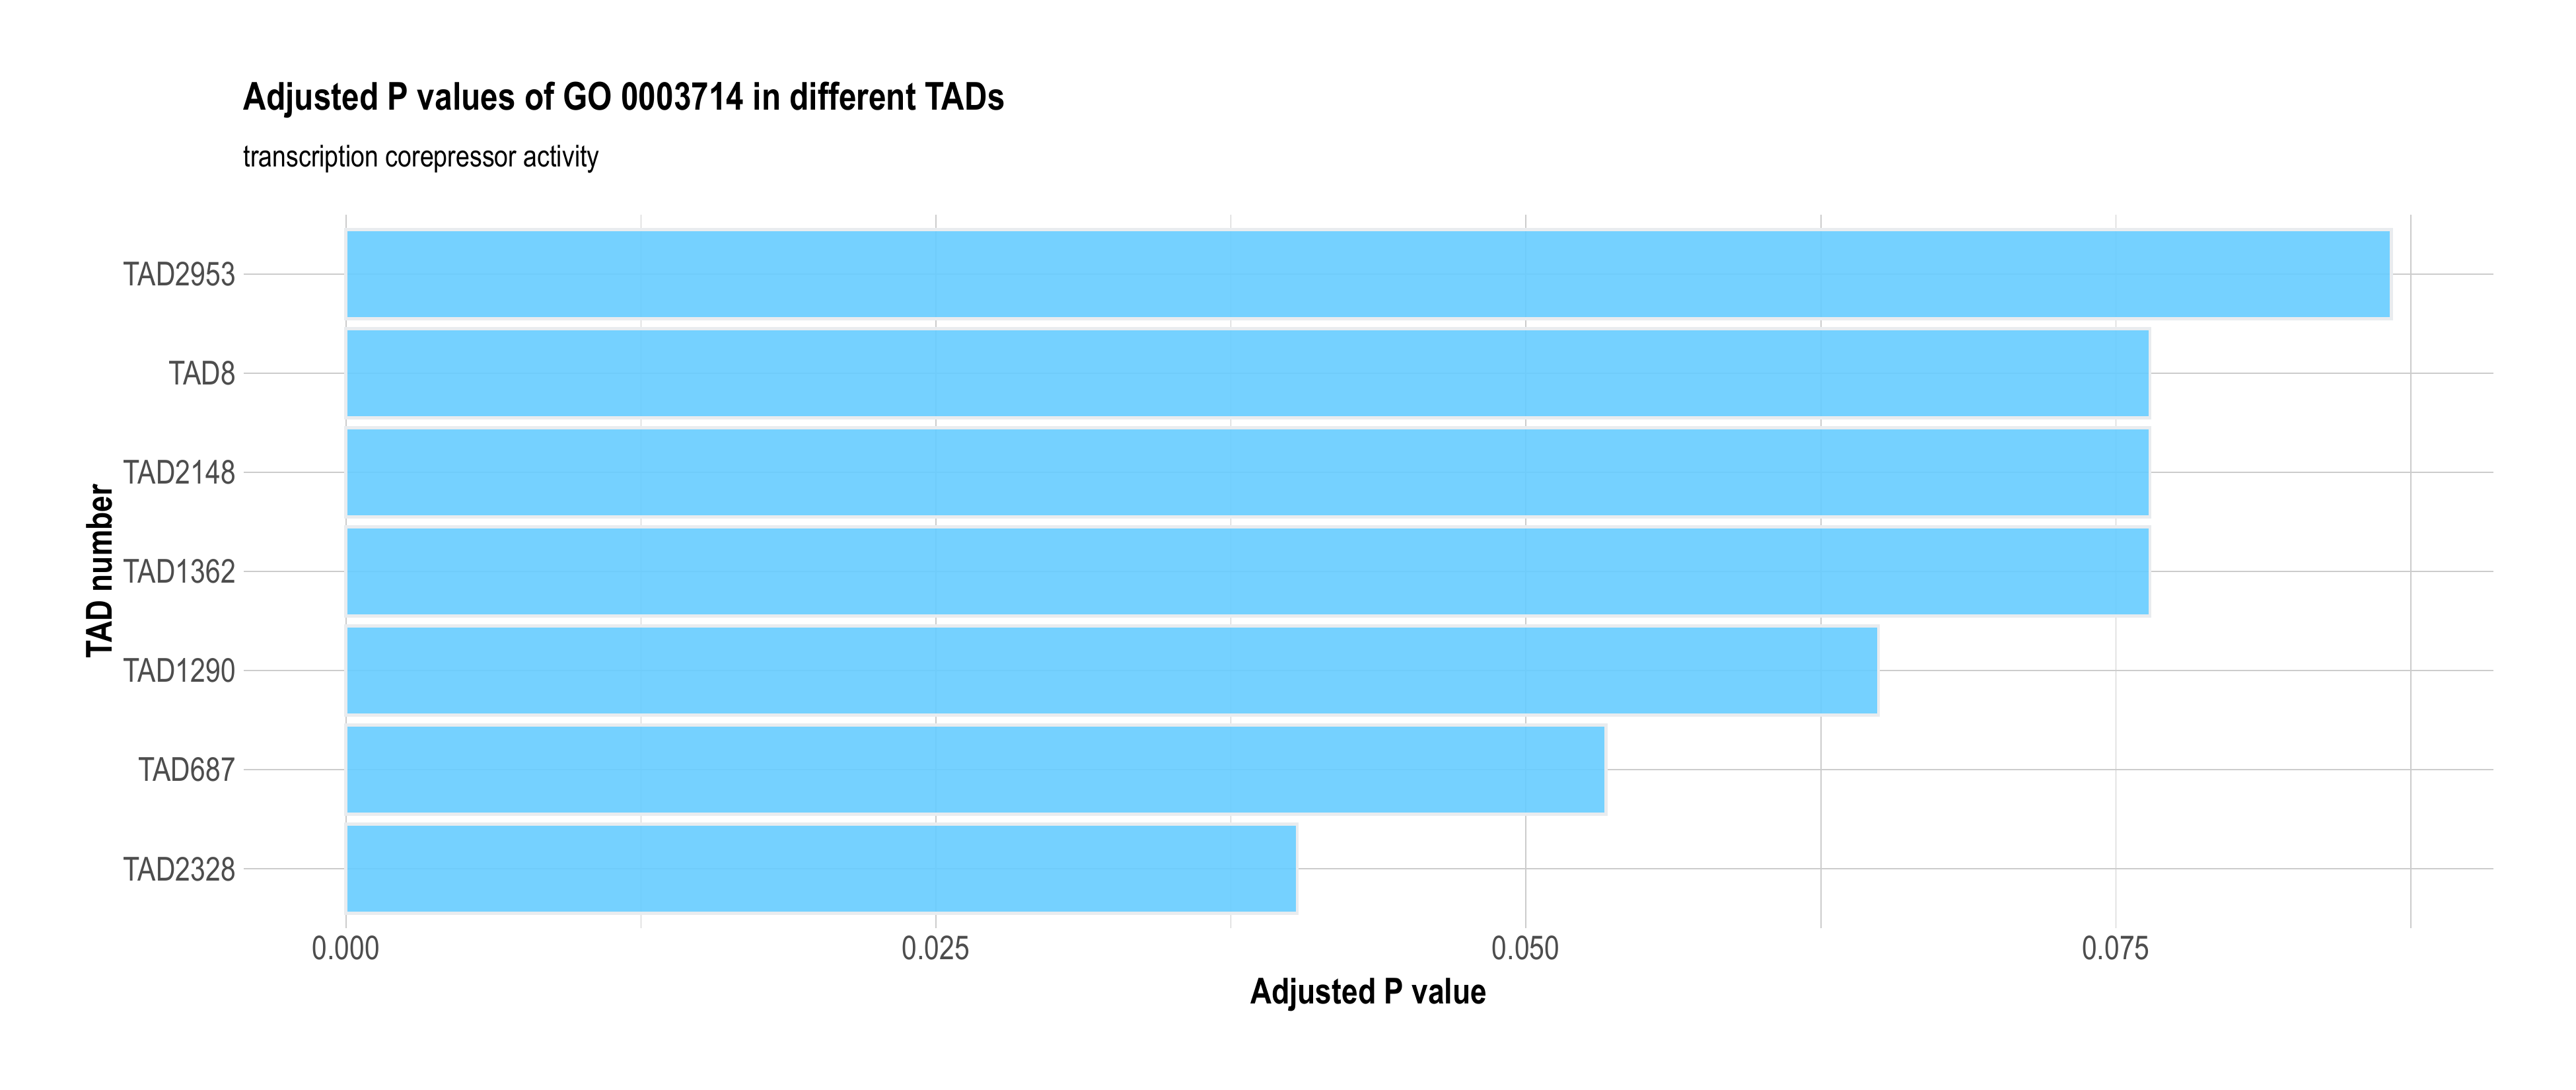 Adjusted P values of GO 0003714 in different TADs
transcription corepressor activity
TAD2953
TAD8
TAD2148
TAD1362
TAD1290
TAD687
TAD2328
TAD number
0.000 0.025 0.050 0.075
Adjusted P value